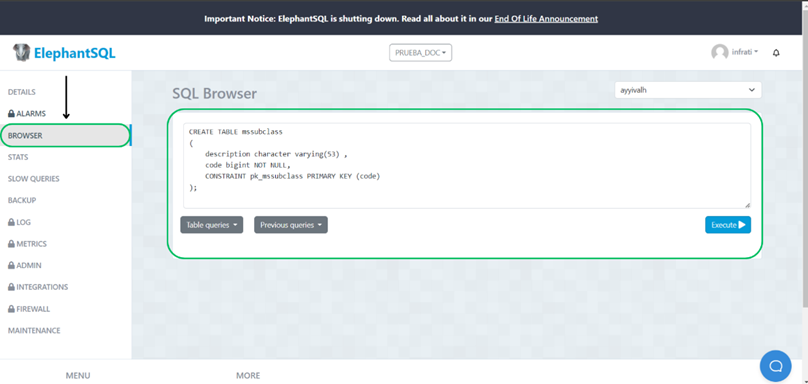 Important Notice: ElephantSQL is shutting down. Read all about it in our End Of Life Announcement
ElephantSQL
PRUEBA_DOC
infrati
DETAILS
ALARMS
BROWSER
STATS
SLOW QUERIES
BACKUP
LOG
METRICS
ADMIN
INTEGRATIONS
FIREWALL
MAINTENANCE
SQL Browser
ayyivalh
CREATE TABLE mssubclass
(
description character varying(53) ,
code bigint NOT NULL,
CONSTRAINT pk_mssubclass PRIMARY KEY (code)
);
Table queries
Previous queries
Execute
MENU
MORE